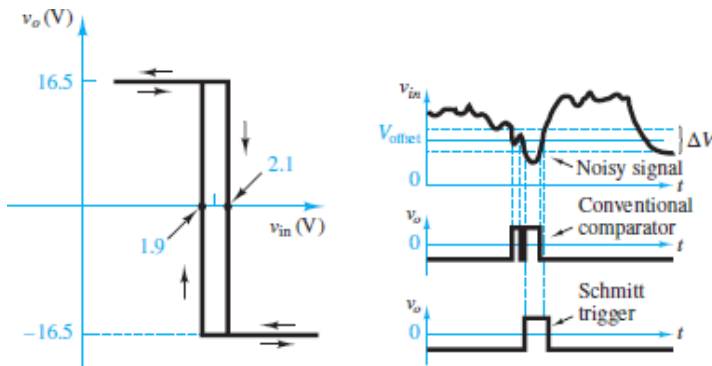 v_o (V)
16.5
2.1
v_in (V)
1.9
−16.5
v_in
V_offset
ΔV
Noisy signal
0
t
Conventional
comparator
v_o
0
t
Schmitt
trigger
v_o
0
t